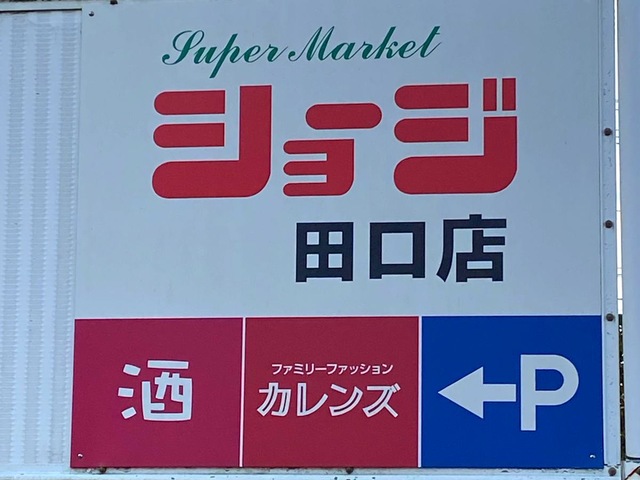 Super Market
ショージ
田口店
酒
ファミリーファッション
カレンズ
←P